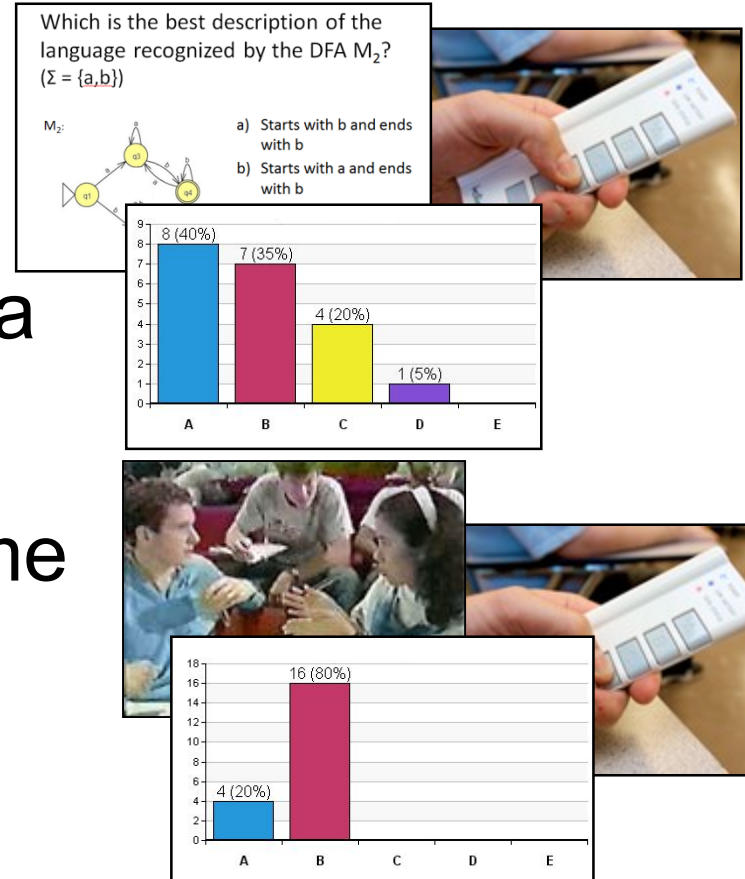 Which is the best description of the
language recognized by the DFA M₂?
(Σ = {a,b})
M₂:
a) Starts with b and ends
with b
b) Starts with a and ends
with b
a
q3
a
b
a
b
q1
q4
b
a
9
8
7
6
5
4
3
2
1
0
8 (40%)
7 (35%)
4 (20%)
1 (5%)
A B C D E
ne
18
16
14
12
10
8
6
4
2
0
16 (80%)
4 (20%)
A B C D E